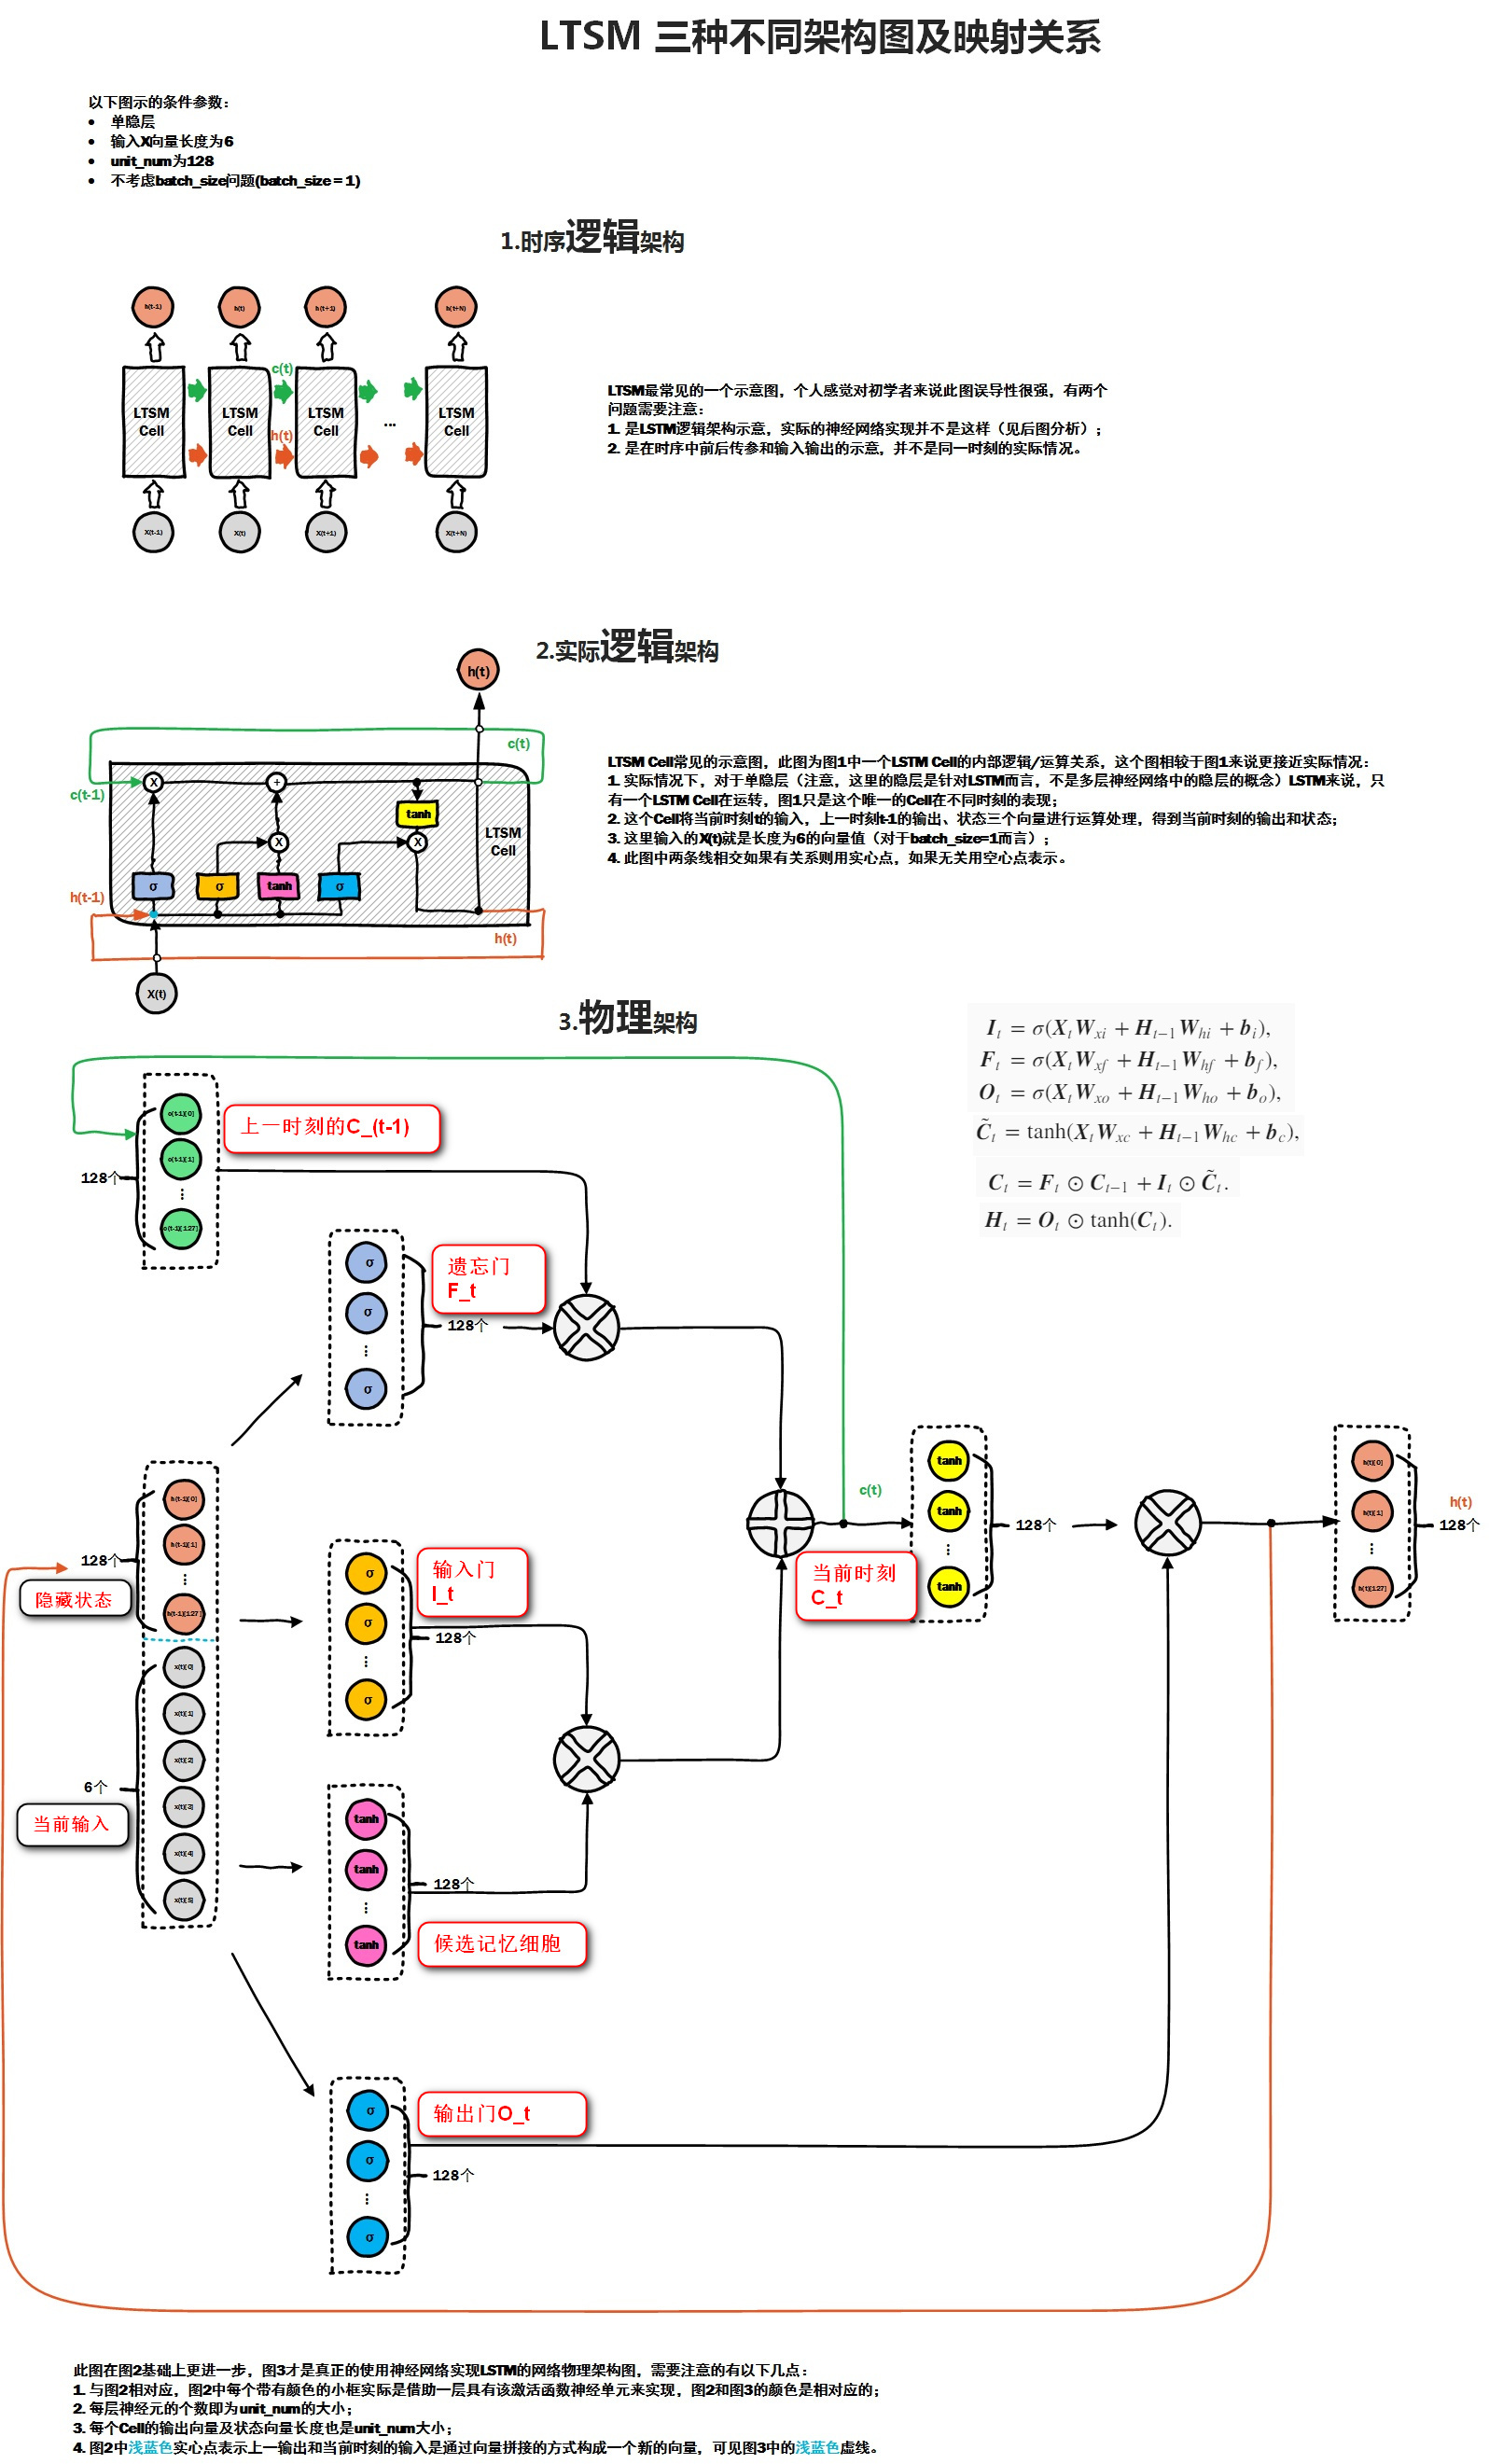 LTSM 三种不同架构图及映射关系
以下图示的条件参数：
• 单隐层
• 输入X向量长度为6
• unit_num为128
• 不考虑batch_size问题(batch_size＝1)
1.时序逻辑架构
h(t-1)
h(t)
h(t+1)
h(t+N)
c(t)
LTSM
Cell
LTSM
Cell
LTSM
Cell
...
LTSM
Cell
h(t)
X(t-1)
X(t)
X(t+1)
X(t+N)
LTSM最常见的一个示意图，个人感觉对初学者来说此图误导性很强，有两个
问题需要注意：
1. 是LSTM逻辑架构示意，实际的神经网络实现并不是这样（见后图分析）；
2. 是在时序中前后传参和输入输出的示意，并不是同一时刻的实际情况。
2.实际逻辑架构
h(t)
c(t)
c(t-1)
X
+
tanh
X
X
LTSM
Cell
σ
σ
tanh
σ
h(t-1)
h(t)
X(t)
LTSM Cell常见的示意图，此图为图1中一个LSTM Cell的内部逻辑/运算关系，这个图相较于图1来说更接近实际情况：
1. 实际情况下，对于单隐层（注意，这里的隐层是针对LSTM而言，不是多层神经网络中的隐层的概念）LSTM来说，只
有一个LSTM Cell在运转，图1只是这个唯一的Cell在不同时刻的表现；
2. 这个Cell将当前时刻t的输入，上一时刻t-1的输出、状态三个向量进行运算处理，得到当前时刻的输出和状态；
3. 这里输入的X(t)就是长度为6的向量值（对于batch_size=1而言）；
4. 此图中两条线相交如果有关系则用实心点，如果无关用空心点表示。
3.物理架构
I_t = σ(X_t W_xi + H_t−1 W_hi + b_i),
F_t = σ(X_t W_xf + H_t−1 W_hf + b_f),
O_t = σ(X_t W_xo + H_t−1 W_ho + b_o),
C̃_t = tanh(X_t W_xc + H_t−1 W_hc + b_c),
C_t = F_t ⊙ C_t−1 + I_t ⊙ C̃_t.
H_t = O_t ⊙ tanh(C_t).
c(t-1)[0]
c(t-1)[1]
⋮
c(t-1)[127]
128个
上一时刻的C_(t-1)
σ
σ
⋮
σ
遗忘门
F_t
128个
h(t-1)[0]
h(t-1)[1]
⋮
h(t-1)[127]
128个
隐藏状态
x(t)[0]
x(t)[1]
x(t)[2]
x(t)[2]
x(t)[4]
x(t)[5]
6个
当前输入
σ
σ
⋮
σ
输入门
I_t
128个
tanh
tanh
⋮
tanh
128个
候选记忆细胞
σ
σ
⋮
σ
输出门O_t
128个
c(t)
当前时刻
C_t
tanh
tanh
⋮
tanh
128个
h(t)[0]
h(t)[1]
⋮
h(t)[127]
h(t)
128个
此图在图2基础上更进一步，图3才是真正的使用神经网络实现LSTM的网络物理架构图，需要注意的有以下几点：
1. 与图2相对应，图2中每个带有颜色的小框实际是借助一层具有该激活函数神经单元来实现，图2和图3的颜色是相对应的；
2. 每层神经元的个数即为unit_num的大小；
3. 每个Cell的输出向量及状态向量长度也是unit_num大小；
4. 图2中浅蓝色实心点表示上一输出和当前时刻的输入是通过向量拼接的方式构成一个新的向量，可见图3中的浅蓝色虚线。